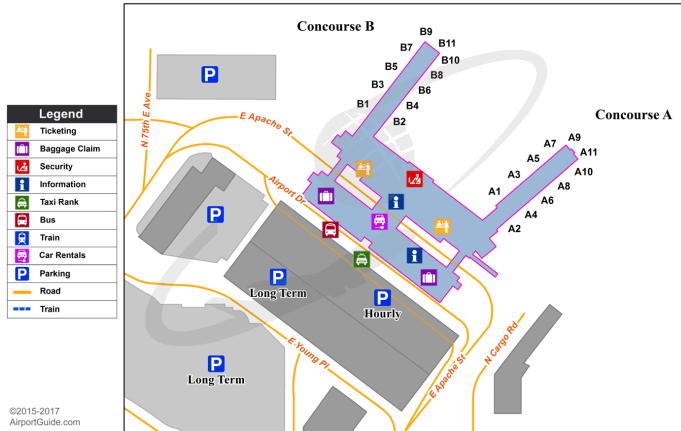 Concourse B
B9
B7
B11
B10
B5
B8
B3
B6
B1
B4
B2
Concourse A
A9
A7
A11
A5
A10
A3
A8
A1
A6
A4
A2
N 75th E Ave
E Apache St
Airport Dr
P
P
P
Long Term
P
Hourly
P
Long Term
E Young Pl
E Apache St
N Cargo Rd
Legend
Ticketing
Baggage Claim
Security
Information
Taxi Rank
Bus
Train
Car Rentals
P Parking
Road
Train
©2015-2017
AirportGuide.com